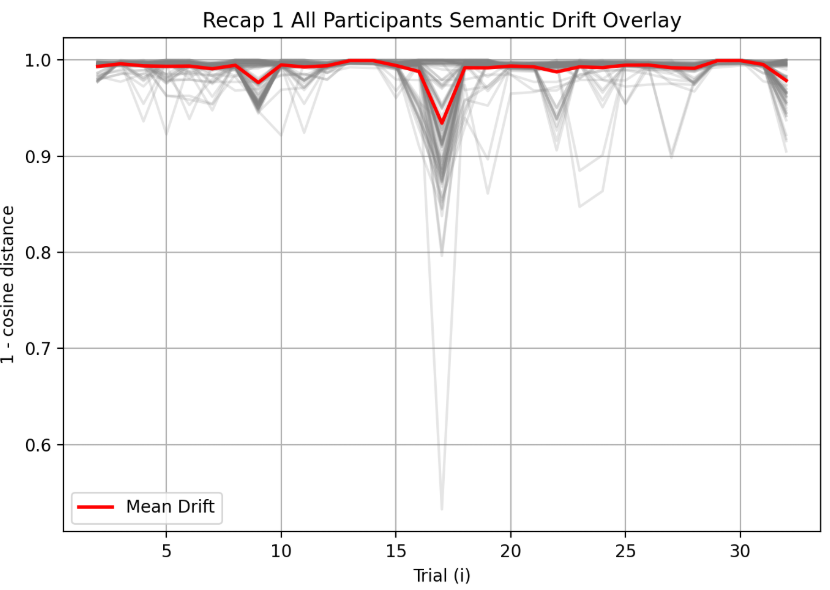 Recap 1 All Participants Semantic Drift Overlay
1.0
0.9
0.8
0.7
0.6
1 - cosine distance
Mean Drift
5 10 15 20 25 30
Trial (i)